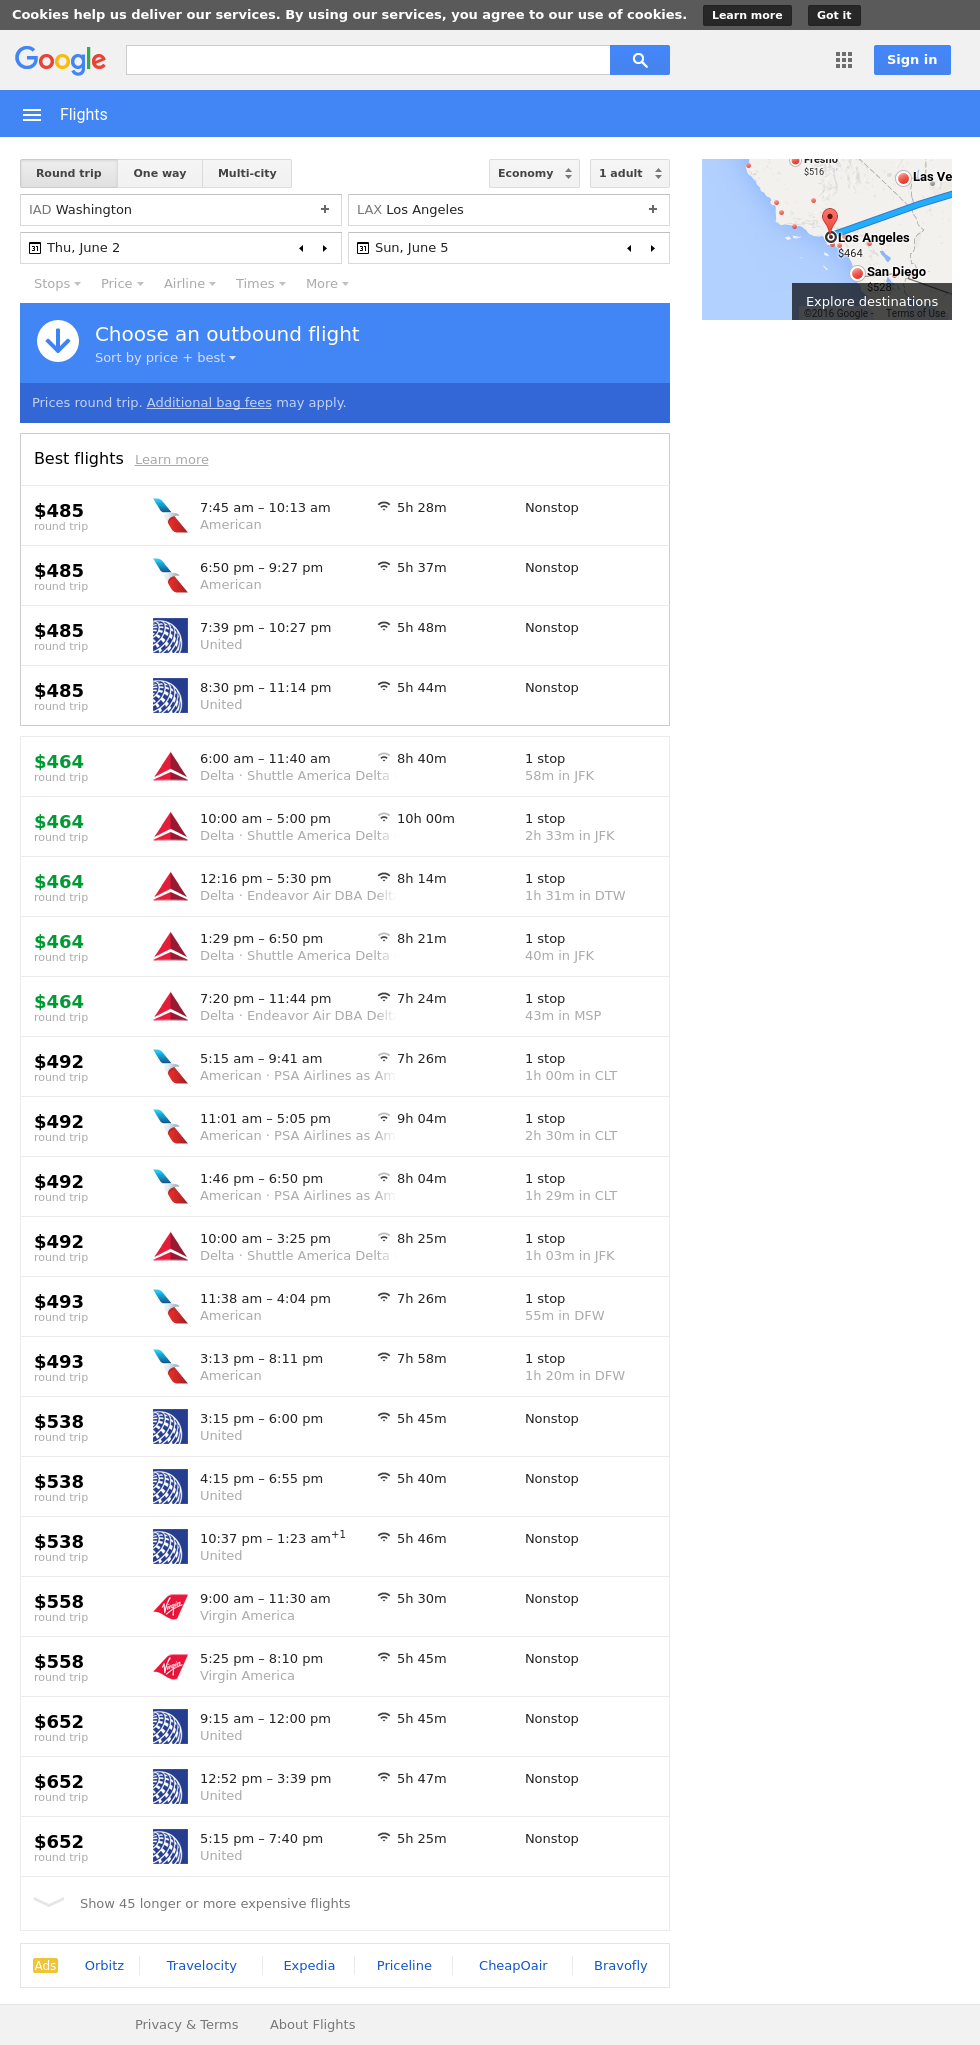 Cookies help us deliver our services. By using our services, you agree to our use of cookies. Learn more Got it
Google Sign in
Flights
Round trip One way Multi-city Economy 1 adult
IAD Washington + LAX Los Angeles +
31 Thu, June 2 31 Sun, June 5
Stops Price Airline Times More
Fresno
$516
Las Ve
Los Angeles
$464
San Diego
$528
Explore destinations
©2016 Google - Terms of Use
Choose an outbound flight
Sort by price + best
Prices round trip. Additional bag fees may apply.
Best flights Learn more
$485 7:45 am – 10:13 am 5h 28m Nonstop
round trip American
$485 6:50 pm – 9:27 pm 5h 37m Nonstop
round trip American
$485 7:39 pm – 10:27 pm 5h 48m Nonstop
round trip United
$485 8:30 pm – 11:14 pm 5h 44m Nonstop
round trip United
$464 6:00 am – 11:40 am 8h 40m 1 stop
round trip Delta · Shuttle America Delta 58m in JFK
$464 10:00 am – 5:00 pm 10h 00m 1 stop
round trip Delta · Shuttle America Delta 2h 33m in JFK
$464 12:16 pm – 5:30 pm 8h 14m 1 stop
round trip Delta · Endeavor Air DBA Delt 1h 31m in DTW
$464 1:29 pm – 6:50 pm 8h 21m 1 stop
round trip Delta · Shuttle America Delta 40m in JFK
$464 7:20 pm – 11:44 pm 7h 24m 1 stop
round trip Delta · Endeavor Air DBA Delt 43m in MSP
$492 5:15 am – 9:41 am 7h 26m 1 stop
round trip American · PSA Airlines as Am 1h 00m in CLT
$492 11:01 am – 5:05 pm 9h 04m 1 stop
round trip American · PSA Airlines as Am 2h 30m in CLT
$492 1:46 pm – 6:50 pm 8h 04m 1 stop
round trip American · PSA Airlines as Am 1h 29m in CLT
$492 10:00 am – 3:25 pm 8h 25m 1 stop
round trip Delta · Shuttle America Delta 1h 03m in JFK
$493 11:38 am – 4:04 pm 7h 26m 1 stop
round trip American 55m in DFW
$493 3:13 pm – 8:11 pm 7h 58m 1 stop
round trip American 1h 20m in DFW
$538 3:15 pm – 6:00 pm 5h 45m Nonstop
round trip United
$538 4:15 pm – 6:55 pm 5h 40m Nonstop
round trip United
$538 10:37 pm – 1:23 am+1 5h 46m Nonstop
round trip United
$558 Virgin 9:00 am – 11:30 am 5h 30m Nonstop
round trip Virgin America
$558 Virgin 5:25 pm – 8:10 pm 5h 45m Nonstop
round trip Virgin America
$652 9:15 am – 12:00 pm 5h 45m Nonstop
round trip United
$652 12:52 pm – 3:39 pm 5h 47m Nonstop
round trip United
$652 5:15 pm – 7:40 pm 5h 25m Nonstop
round trip United
Show 45 longer or more expensive flights
Ads Orbitz Travelocity Expedia Priceline CheapOair Bravofly
Privacy & Terms About Flights